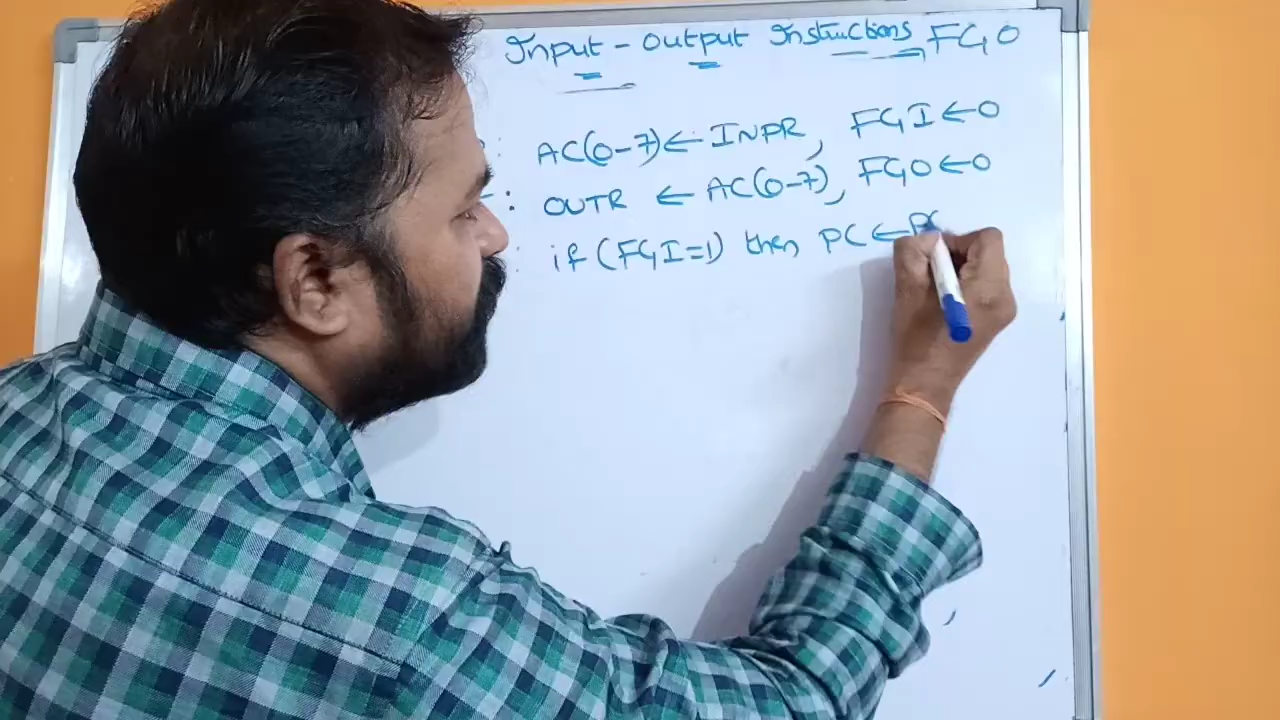 Input - Output Instructions FGO
: AC(0-7) ← INPR, FGI ← 0
: OUTR ← AC(0-7), FGO ← 0
: if (FGI=1) then PC ← PC